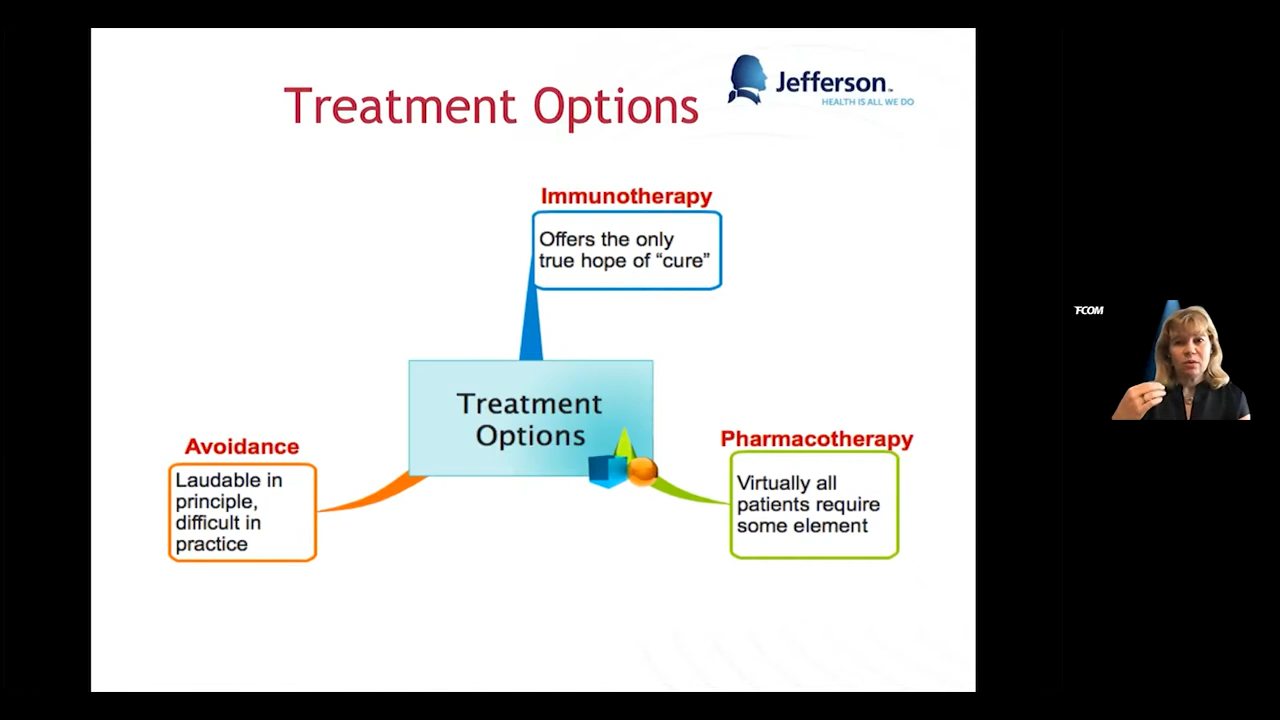 Treatment Options
Jefferson
HEALTH IS ALL WE DO
Immunotherapy
Offers the only
true hope of “cure”
Treatment
Options
Avoidance
Laudable in
principle,
difficult in
practice
Pharmacotherapy
Virtually all
patients require
some element
TFCOM